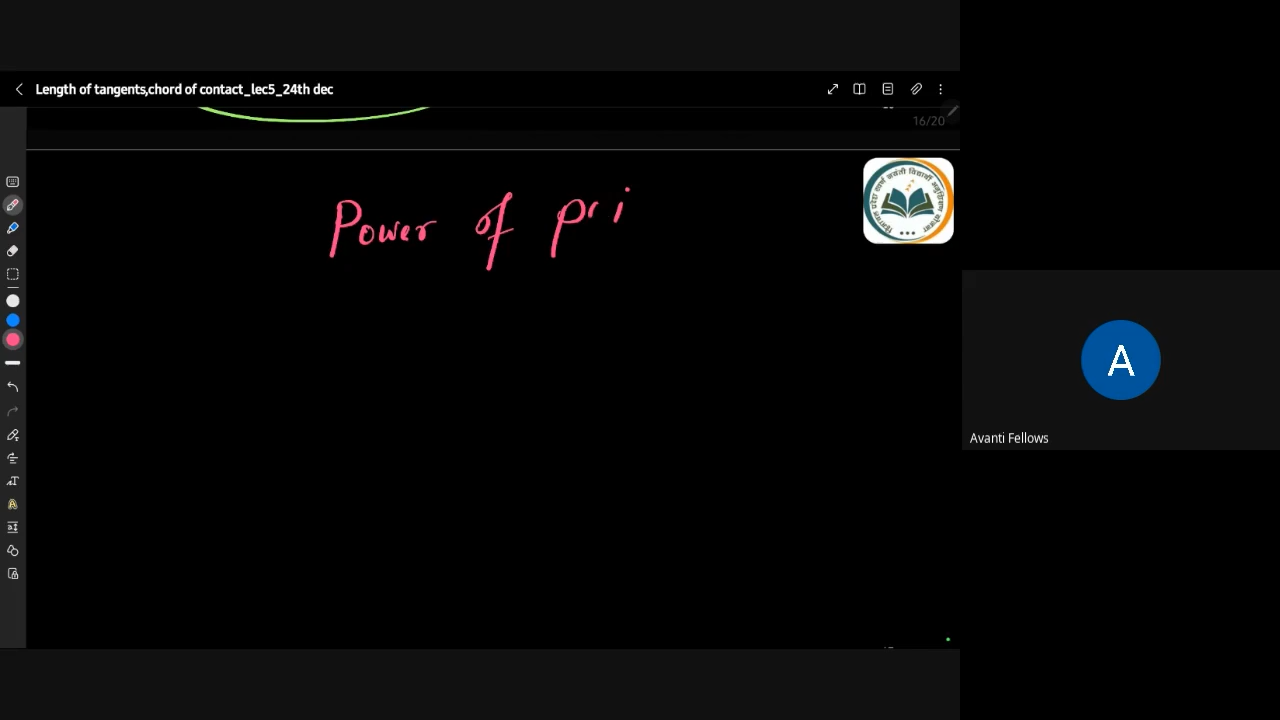 Length of tangents,chord of contact_lec5_24th dec
16/20
Power of pri
A
Avanti Fellows